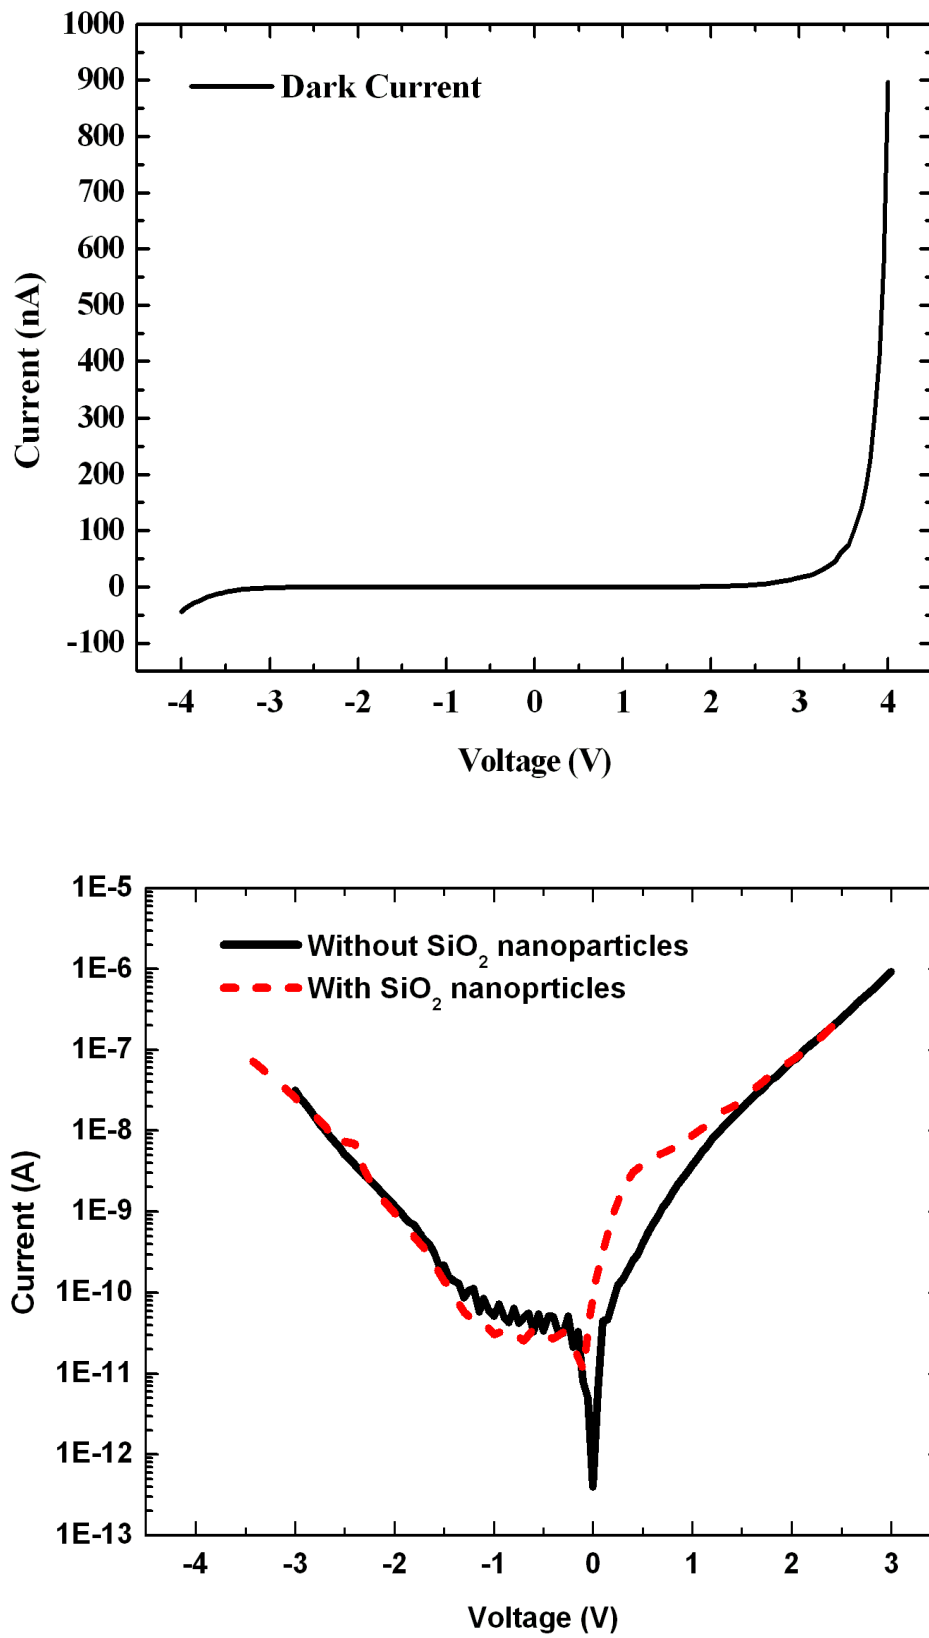 1000
900
800
700
600
500
400
300
200
100
0
-100
Dark Current
Current (nA)
-4 -3 -2 -1 0 1 2 3 4
Voltage (V)
1E-5
1E-6
1E-7
1E-8
1E-9
1E-10
1E-11
1E-12
1E-13
Without SiO₂ nanoparticles
With SiO₂ nanoprticles
Current (A)
-4 -3 -2 -1 0 1 2 3
Voltage (V)